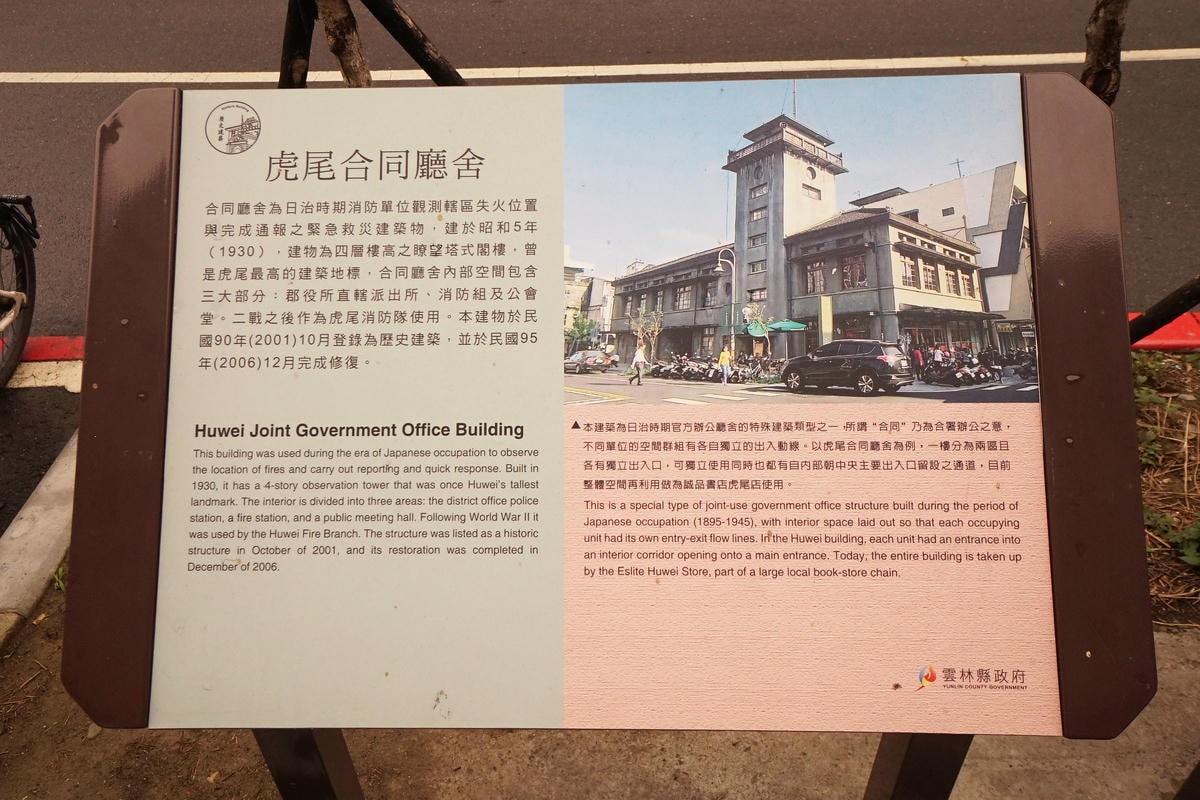 Historic Building
歷史建築
虎尾合同廳舍
合同廳舍為日治時期消防單位觀測轄區失火位置
與完成通報之緊急救災建築物，建於昭和5年
（1930），建物為四層樓高之瞭望塔式閣樓，曾
是虎尾最高的建築地標，合同廳舍內部空間包含
三大部分：郡役所直轄派出所、消防組及公會
堂。二戰之後作為虎尾消防隊使用。本建物於民
國90年(2001)10月登錄為歷史建築，並於民國95
年(2006)12月完成修復。
Huwei Joint Government Office Building
This building was used during the era of Japanese occupation to observe
the location of fires and carry out reporting and quick response. Built in
1930, it has a 4-story observation tower that was once Huwei's tallest
landmark. The interior is divided into three areas: the district office police
station, a fire station, and a public meeting hall. Following World War II it
was used by the Huwei Fire Branch. The structure was listed as a historic
structure in October of 2001, and its restoration was completed in
December of 2006.
▲本建築為日治時期官方辦公廳舍的特殊建築類型之一，所謂“合同”乃為合署辦公之意，
不同單位的空間群組有各自獨立的出入動線。以虎尾合同廳舍為例，一樓分為兩區且
各有獨立出入口，可獨立使用同時也都有自內部朝中央主要出入口留設之通道，目前
整體空間再利用做為誠品書店虎尾店使用。
This is a special type of joint-use government office structure built during the period of
Japanese occupation (1895-1945), with interior space laid out so that each occupying
unit had its own entry-exit flow lines. In the Huwei building, each unit had an entrance into
an interior corridor opening onto a main entrance. Today, the entire building is taken up
by the Eslite Huwei Store, part of a large local book-store chain.
雲林縣政府
YUNLIN COUNTY GOVERNMENT